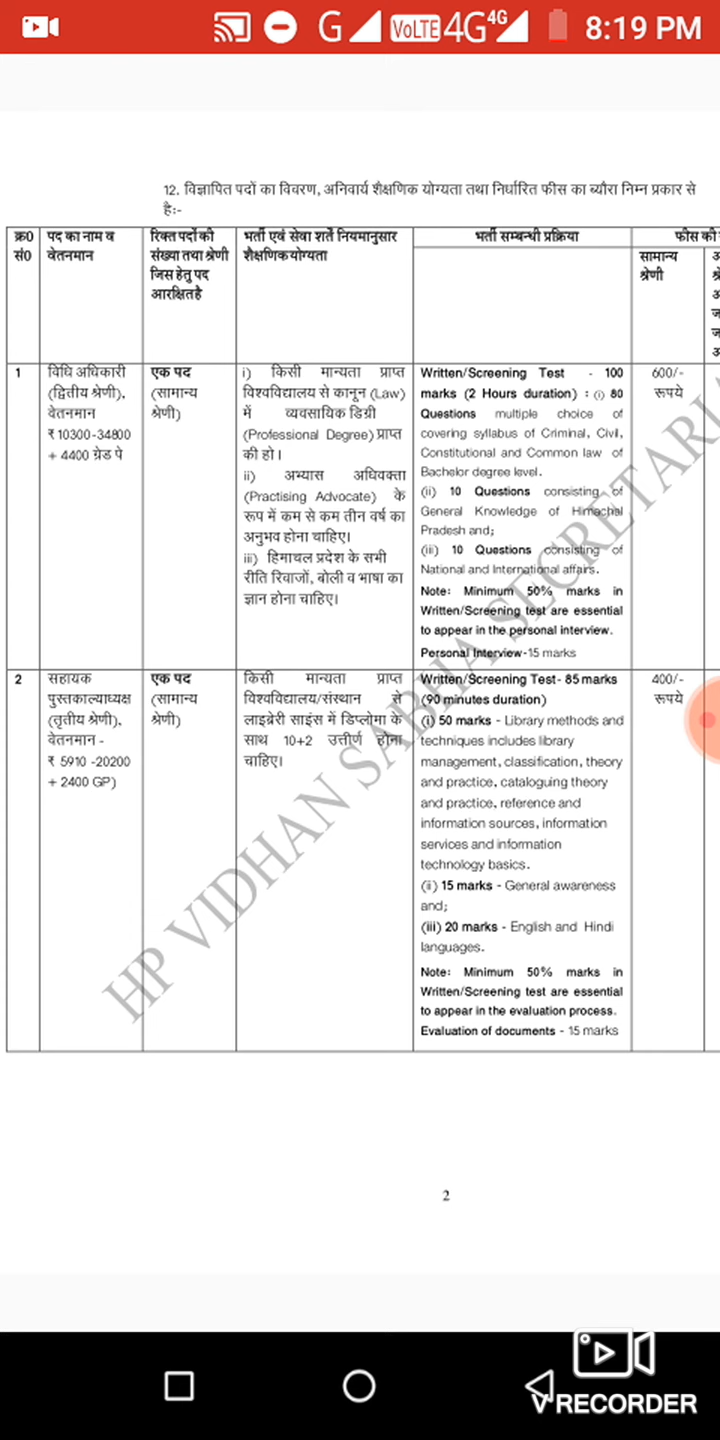 G VoLTE 4G 4G 8:19 PM
12. विज्ञापित पदों का विवरण, अनिवार्य शैक्षणिक योग्यता तथा निर्धारित फीस का ब्यौरा निम्न प्रकार से
है:-
क्र0
सं0
पद का नाम व
वेतनमान
रिक्त पदों की
संख्या तथा श्रेणी
जिस हेतु पद
आरक्षित है
भर्ती एवं सेवा शर्तें नियमानुसार
शैक्षणिक योग्यता
भर्ती सम्बन्धी प्रक्रिया
फीस की
सामान्य
श्रेणी
1
विधि अधिकारी
(द्वितीय श्रेणी),
वेतनमान
₹ 10300-34800
+ 4400 ग्रेड पे
एक पद
(सामान्य
श्रेणी)
i) किसी मान्यता प्राप्त
विश्वविद्यालय से कानून (Law)
में व्यवसायिक डिग्री
(Professional Degree) प्राप्त
की हो।
ii) अभ्यास अधिवक्ता
(Practising Advocate) के
रूप में कम से कम तीन वर्ष का
अनुभव होना चाहिए।
iii) हिमाचल प्रदेश के सभी
रीति रिवाजों, बोली व भाषा का
ज्ञान होना चाहिए।
Written/Screening Test - 100
marks (2 Hours duration) : (i) 80
Questions multiple choice of
covering syllabus of Criminal, Civil,
Constitutional and Common law of
Bachelor degree level.
(ii) 10 Questions consisting of
General Knowledge of Himachal
Pradesh and;
(iii) 10 Questions consisting of
National and International affairs.
Note: Minimum 50% marks in
Written/Screening test are essential
to appear in the personal interview.
Personal Interview-15 marks
600/-
रूपये
2
सहायक
पुस्तकाल्याध्यक्ष
(तृतीय श्रेणी),
वेतनमान -
₹ 5910 -20200
+ 2400 GP)
एक पद
(सामान्य
श्रेणी)
किसी मान्यता प्राप्त
विश्वविद्यालय/संस्थान से
लाइब्रेरी साइंस में डिप्लोमा के
साथ 10+2 उत्तीर्ण होना
चाहिए।
Written/Screening Test- 85 marks
(90 minutes duration)
(i) 50 marks - Library methods and
techniques includes library
management, classification, theory
and practice, cataloguing theory
and practice, reference and
information sources, information
services and information
technology basics.
(ii) 15 marks - General awareness
and;
(iii) 20 marks - English and Hindi
languages.
Note: Minimum 50% marks in
Written/Screening test are essential
to appear in the evaluation process.
Evaluation of documents - 15 marks
400/-
रूपये
HP VIDHAN SABHA SECRETARI
2
V RECORDER